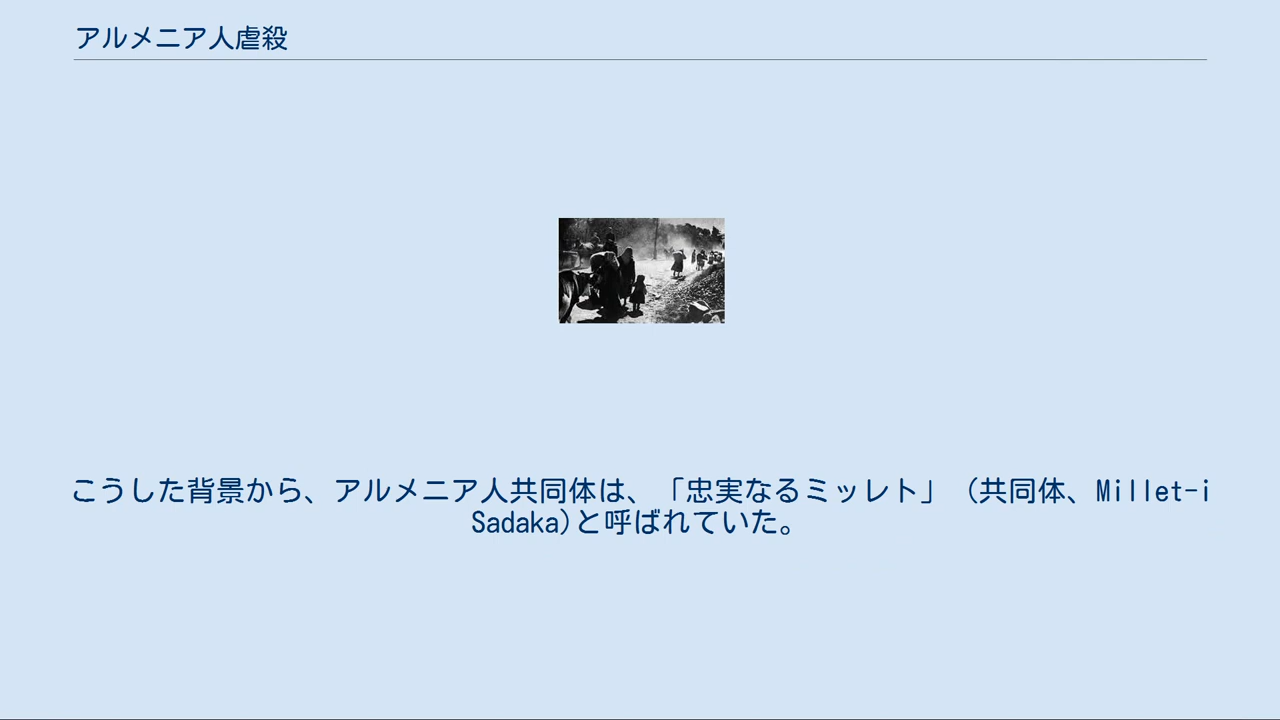 アルメニア人虐殺
こうした背景から、アルメニア人共同体は、「忠実なるミッレト」（共同体、Millet-i
Sadaka)と呼ばれていた。